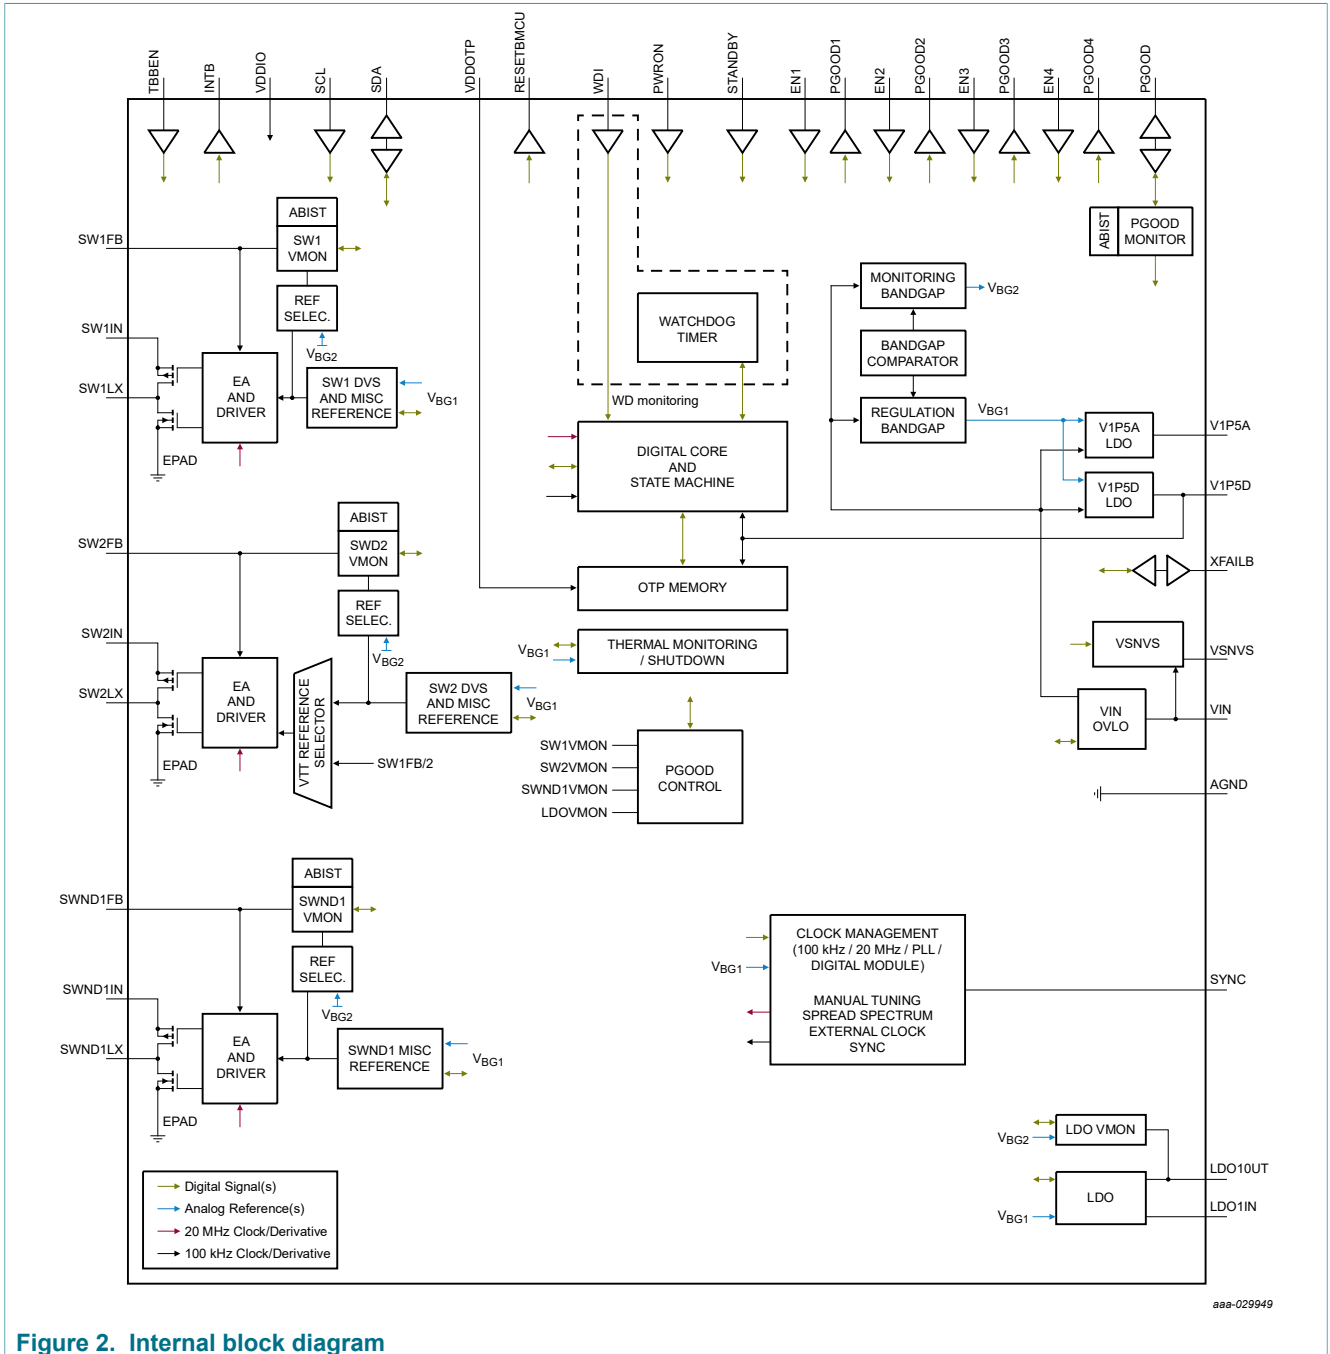 TBBEN
INTB
VDDIO
SCL
SDA
VDDOTP
RESETBMCU
WDI
PWRON
STANDBY
EN1
PGOOD1
EN2
PGOOD2
EN3
PGOOD3
EN4
PGOOD4
PGOOD
SW1FB
ABIST
SW1
VMON
REF
SELEC.
VBG2
SW1IN
SW1LX
EA
AND
DRIVER
SW1 DVS
AND MISC
REFERENCE
VBG1
EPAD
SW2FB
ABIST
SWD2
VMON
REF
SELEC.
VBG2
SW2IN
SW2LX
EA
AND
DRIVER
VTT REFERENCE
SELECTOR
SW2 DVS
AND MISC
REFERENCE
VBG1
SW1FB/2
EPAD
SWND1FB
ABIST
SWND1
VMON
REF
SELEC.
VBG2
SWND1IN
SWND1LX
EA
AND
DRIVER
SWND1 MISC
REFERENCE
VBG1
EPAD
WATCHDOG
TIMER
WD monitoring
DIGITAL CORE
AND
STATE MACHINE
OTP MEMORY
VBG1
THERMAL MONITORING
/ SHUTDOWN
SW1VMON
SW2VMON
SWND1VMON
LDOVMON
PGOOD
CONTROL
ABIST
PGOOD
MONITOR
MONITORING
BANDGAP
VBG2
BANDGAP
COMPARATOR
REGULATION
BANDGAP
VBG1
V1P5A
LDO
V1P5A
V1P5D
LDO
V1P5D
XFAILB
VSNVS
VSNVS
VIN
OVLO
VIN
AGND
CLOCK MANAGEMENT
(100 kHz / 20 MHz / PLL /
DIGITAL MODULE)
MANUAL TUNING
SPREAD SPECTRUM
EXTERNAL CLOCK
SYNC
VBG1
SYNC
LDO VMON
VBG2
LDO
VBG1
LDO10UT
LDO1IN
Digital Signal(s)
Analog Reference(s)
20 MHz Clock/Derivative
100 kHz Clock/Derivative
aaa-029949
Figure 2. Internal block diagram